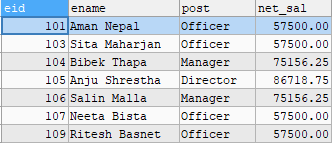 eid ename post net_sal
101 Aman Nepal Officer 57500.00
103 Sita Maharjan Officer 57500.00
104 Bibek Thapa Manager 75156.25
105 Anju Shrestha Director 86718.75
106 Salin Malla Manager 75156.25
107 Neeta Bista Officer 57500.00
109 Ritesh Basnet Officer 57500.00